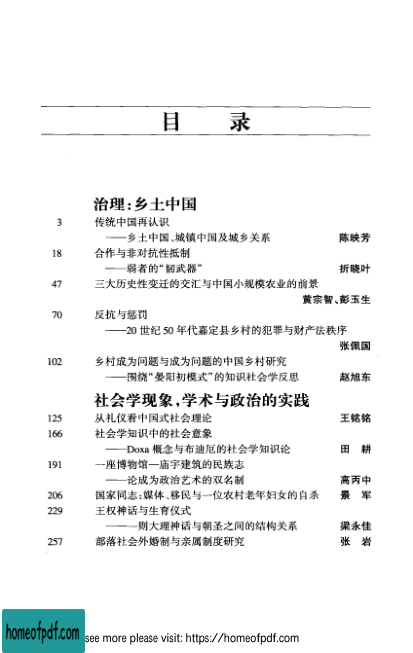 目 录
治理:乡土中国
3 传统中国再认识
——乡土中国、城镇中国及城乡关系 陈映芳
18 合作与非对抗性抵制
——弱者的“韧武器” 折晓叶
47 三大历史性变迁的交汇与中国小规模农业的前景
黄宗智、彭玉生
70 反抗与惩罚
——20世纪50年代嘉定县乡村的犯罪与财产法秩序
张佩国
102 乡村成为问题与成为问题的中国乡村研究
——围绕“晏阳初模式”的知识社会学反思 赵旭东
社会学现象,学术与政治的实践
125 从礼仪看中国式社会理论 王铭铭
166 社会学知识中的社会意象
——Doxa概念与布迪厄的社会学知识论 田 耕
191 一座博物馆—庙宇建筑的民族志
——论成为政治艺术的双名制 高丙中
206 国家同志:媒体、移民与一位农村老年妇女的自杀 景 军
229 王权神话与生育仪式
——一则大理神话与朝圣之间的结构关系 梁永佳
257 部落社会外婚制与亲属制度研究 张 岩
homeofpdf.com
see more please visit: https://homeofpdf.com